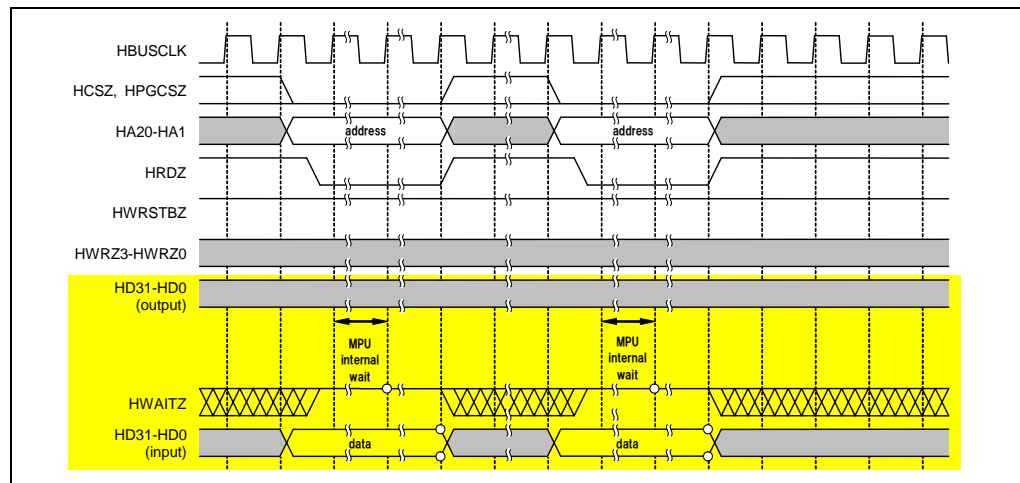 HBUSCLK
HCSZ, HPGCSZ
HA20-HA1
address
address
HRDZ
HWRSTBZ
HWRZ3-HWRZ0
HD31-HD0
(output)
MPU
internal
wait
MPU
internal
wait
HWAITZ
HD31-HD0
(input)
data
data